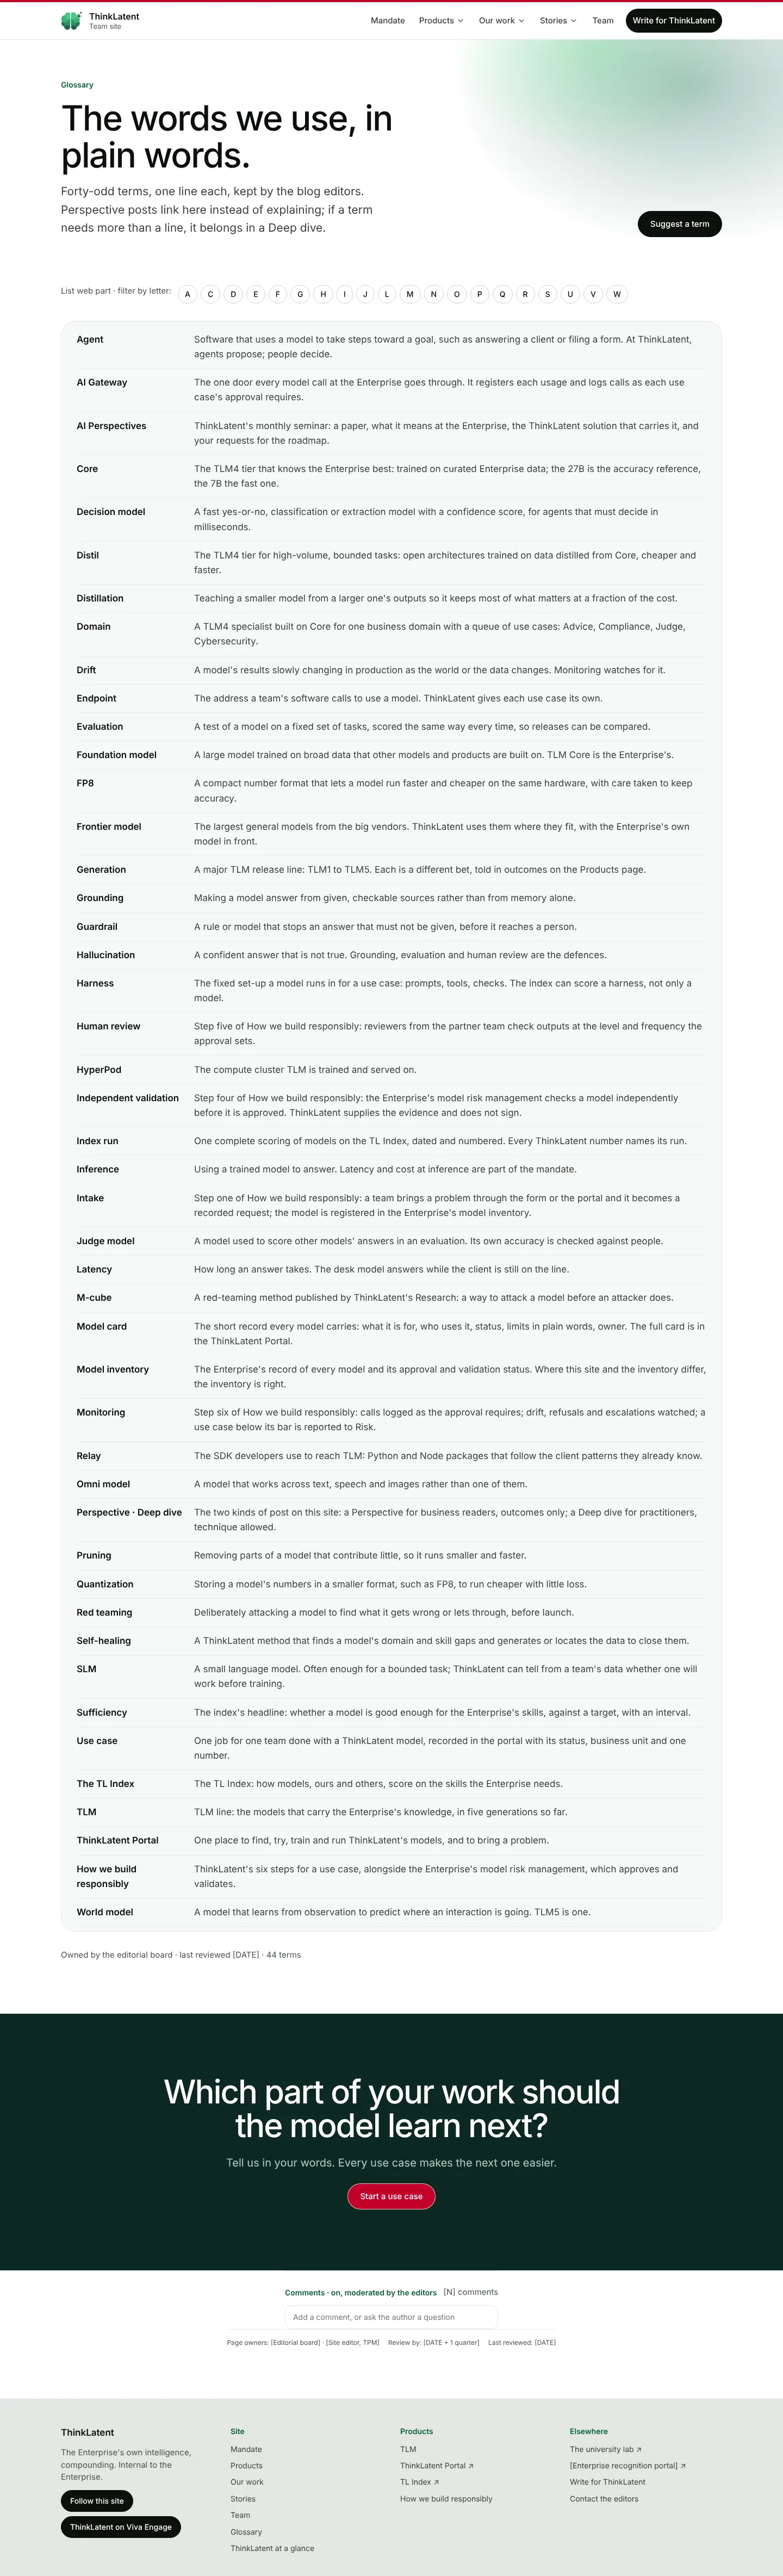 ThinkLatent
Team site
Mandate Products Our work Stories Team Write for ThinkLatent
Glossary
The words we use, in
plain words.
Forty-odd terms, one line each, kept by the blog editors.
Perspective posts link here instead of explaining; if a term
needs more than a line, it belongs in a Deep dive.
Suggest a term
List web part · filter by letter: A C D E F G H I J L M N O P Q R S U V W
Agent Software that uses a model to take steps toward a goal, such as answering a client or filing a form. At ThinkLatent,
agents propose; people decide.
AI Gateway The one door every model call at the Enterprise goes through. It registers each usage and logs calls as each use
case's approval requires.
AI Perspectives ThinkLatent's monthly seminar: a paper, what it means at the Enterprise, the ThinkLatent solution that carries it, and
your requests for the roadmap.
Core The TLM4 tier that knows the Enterprise best: trained on curated Enterprise data; the 27B is the accuracy reference,
the 7B the fast one.
Decision model A fast yes-or-no, classification or extraction model with a confidence score, for agents that must decide in
milliseconds.
Distil The TLM4 tier for high-volume, bounded tasks: open architectures trained on data distilled from Core, cheaper and
faster.
Distillation Teaching a smaller model from a larger one's outputs so it keeps most of what matters at a fraction of the cost.
Domain A TLM4 specialist built on Core for one business domain with a queue of use cases: Advice, Compliance, Judge,
Cybersecurity.
Drift A model's results slowly changing in production as the world or the data changes. Monitoring watches for it.
Endpoint The address a team's software calls to use a model. ThinkLatent gives each use case its own.
Evaluation A test of a model on a fixed set of tasks, scored the same way every time, so releases can be compared.
Foundation model A large model trained on broad data that other models and products are built on. TLM Core is the Enterprise's.
FP8 A compact number format that lets a model run faster and cheaper on the same hardware, with care taken to keep
accuracy.
Frontier model The largest general models from the big vendors. ThinkLatent uses them where they fit, with the Enterprise's own
model in front.
Generation A major TLM release line: TLM1 to TLM5. Each is a different bet, told in outcomes on the Products page.
Grounding Making a model answer from given, checkable sources rather than from memory alone.
Guardrail A rule or model that stops an answer that must not be given, before it reaches a person.
Hallucination A confident answer that is not true. Grounding, evaluation and human review are the defences.
Harness The fixed set-up a model runs in for a use case: prompts, tools, checks. The index can score a harness, not only a
model.
Human review Step five of How we build responsibly: reviewers from the partner team check outputs at the level and frequency the
approval sets.
HyperPod The compute cluster TLM is trained and served on.
Independent validation Step four of How we build responsibly: the Enterprise's model risk management checks a model independently
before it is approved. ThinkLatent supplies the evidence and does not sign.
Index run One complete scoring of models on the TL Index, dated and numbered. Every ThinkLatent number names its run.
Inference Using a trained model to answer. Latency and cost at inference are part of the mandate.
Intake Step one of How we build responsibly: a team brings a problem through the form or the portal and it becomes a
recorded request; the model is registered in the Enterprise's model inventory.
Judge model A model used to score other models' answers in an evaluation. Its own accuracy is checked against people.
Latency How long an answer takes. The desk model answers while the client is still on the line.
M-cube A red-teaming method published by ThinkLatent's Research: a way to attack a model before an attacker does.
Model card The short record every model carries: what it is for, who uses it, status, limits in plain words, owner. The full card is in
the ThinkLatent Portal.
Model inventory The Enterprise's record of every model and its approval and validation status. Where this site and the inventory differ,
the inventory is right.
Monitoring Step six of How we build responsibly: calls logged as the approval requires; drift, refusals and escalations watched; a
use case below its bar is reported to Risk.
Relay The SDK developers use to reach TLM: Python and Node packages that follow the client patterns they already know.
Omni model A model that works across text, speech and images rather than one of them.
Perspective · Deep dive The two kinds of post on this site: a Perspective for business readers, outcomes only; a Deep dive for practitioners,
technique allowed.
Pruning Removing parts of a model that contribute little, so it runs smaller and faster.
Quantization Storing a model's numbers in a smaller format, such as FP8, to run cheaper with little loss.
Red teaming Deliberately attacking a model to find what it gets wrong or lets through, before launch.
Self-healing A ThinkLatent method that finds a model's domain and skill gaps and generates or locates the data to close them.
SLM A small language model. Often enough for a bounded task; ThinkLatent can tell from a team's data whether one will
work before training.
Sufficiency The index's headline: whether a model is good enough for the Enterprise's skills, against a target, with an interval.
Use case One job for one team done with a ThinkLatent model, recorded in the portal with its status, business unit and one
number.
The TL Index The TL Index: how models, ours and others, score on the skills the Enterprise needs.
TLM TLM line: the models that carry the Enterprise's knowledge, in five generations so far.
ThinkLatent Portal One place to find, try, train and run ThinkLatent's models, and to bring a problem.
How we build
responsibly
ThinkLatent's six steps for a use case, alongside the Enterprise's model risk management, which approves and
validates.
World model A model that learns from observation to predict where an interaction is going. TLM5 is one.
Owned by the editorial board · last reviewed [DATE] · 44 terms
Which part of your work should
the model learn next?
Tell us in your words. Every use case makes the next one easier.
Start a use case
Comments · on, moderated by the editors [N] comments
Add a comment, or ask the author a question
Page owners: [Editorial board] · [Site editor, TPM] Review by: [DATE + 1 quarter] Last reviewed: [DATE]
ThinkLatent
The Enterprise's own intelligence,
compounding. Internal to the
Enterprise.
Follow this site
ThinkLatent on Viva Engage
Site
Mandate
Products
Our work
Stories
Team
Glossary
ThinkLatent at a glance
Products
TLM
ThinkLatent Portal ↗
TL Index ↗
How we build responsibly
Elsewhere
The university lab ↗
[Enterprise recognition portal] ↗
Write for ThinkLatent
Contact the editors